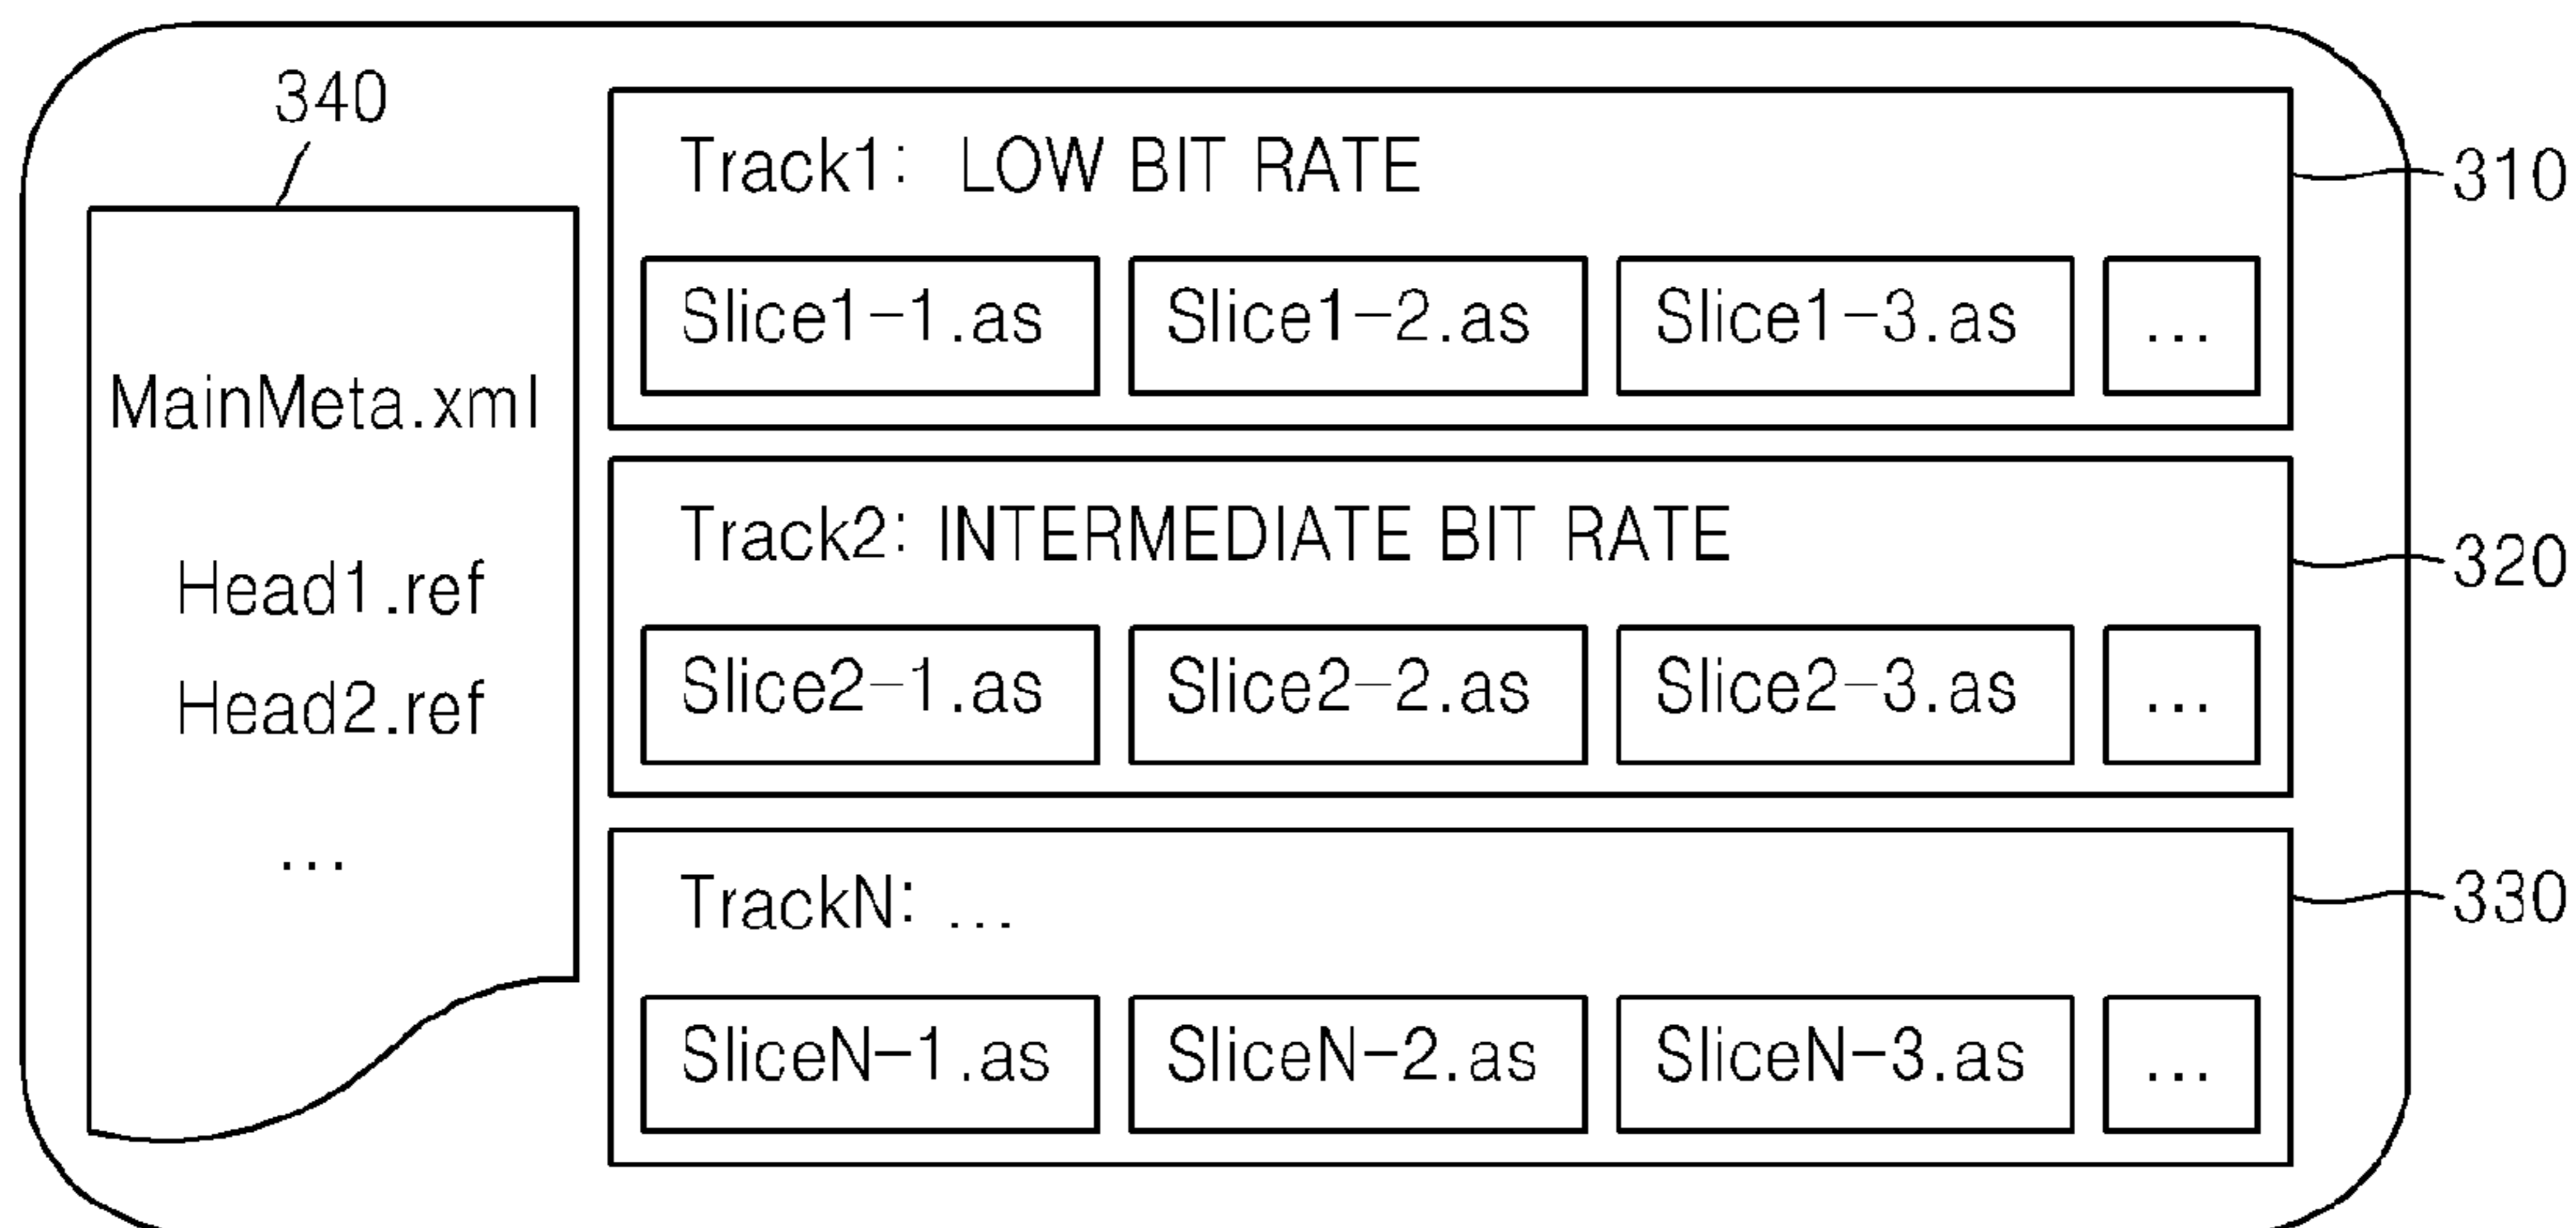 340
MainMeta.xml
Head1.ref
Head2.ref
...
Track1: LOW BIT RATE
310
Slice1-1.as
Slice1-2.as
Slice1-3.as
...
Track2: INTERMEDIATE BIT RATE
320
Slice2-1.as
Slice2-2.as
Slice2-3.as
...
TrackN: ...
330
SliceN-1.as
SliceN-2.as
SliceN-3.as
...